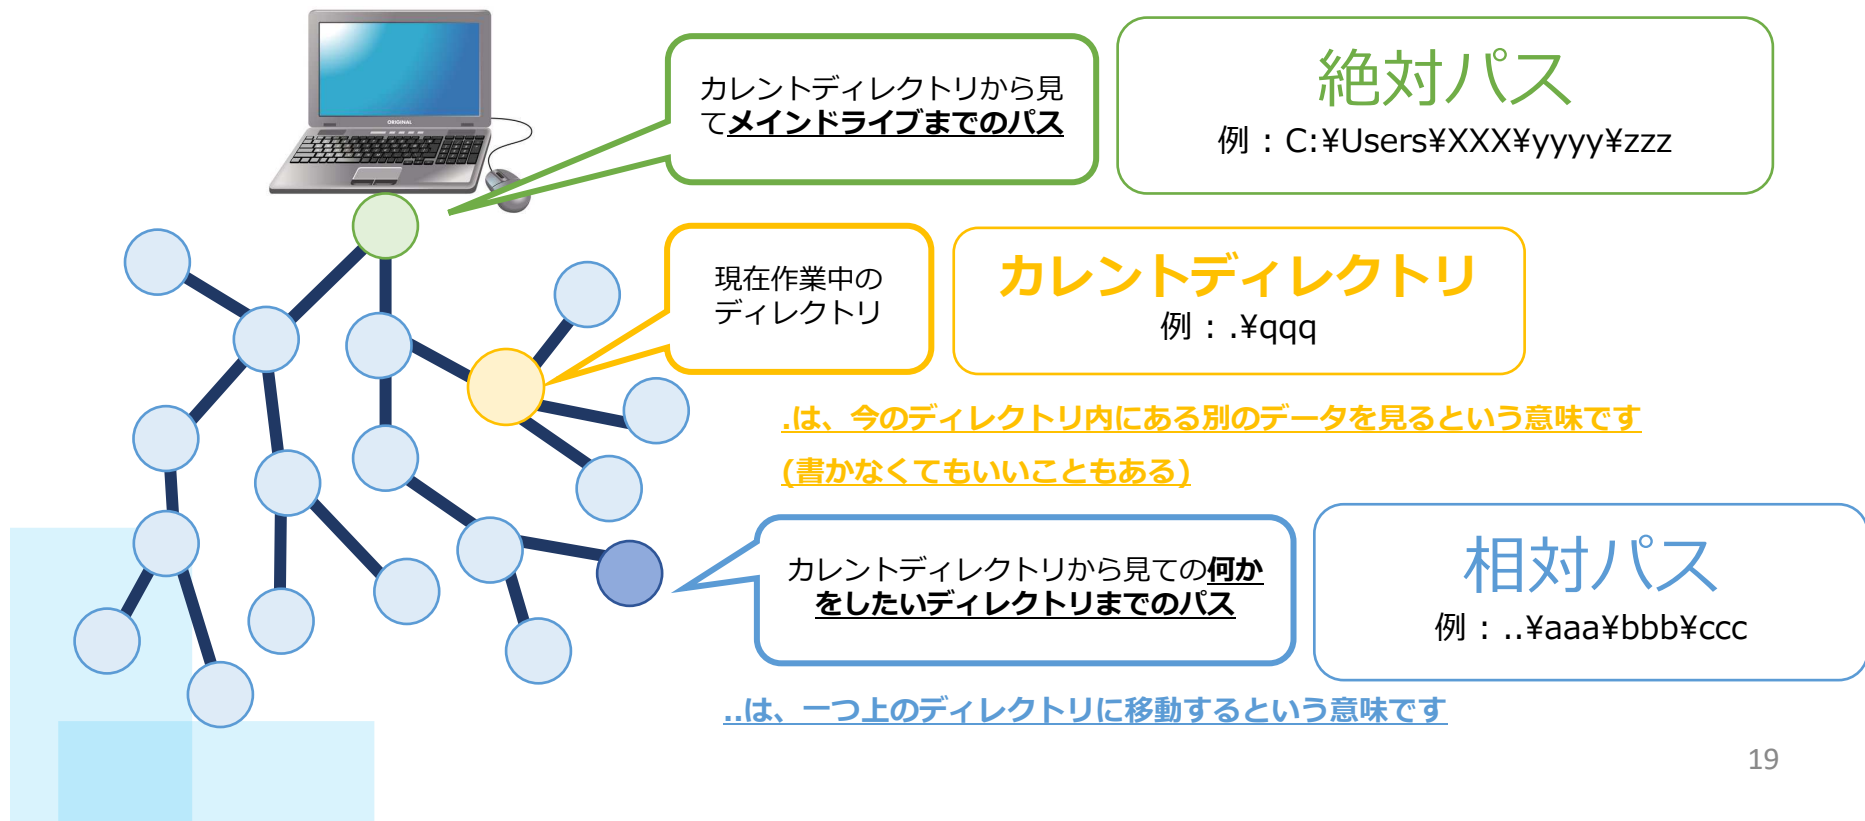 ORIGINAL
カレントディレクトリから見
てメインドライブまでのパス
絶対パス
例：C:¥Users¥XXX¥yyyy¥zzz
現在作業中の
ディレクトリ
カレントディレクトリ
例：.¥qqq
.は、今のディレクトリ内にある別のデータを見るという意味です
(書かなくてもいいこともある)
カレントディレクトリから見ての何か
をしたいディレクトリまでのパス
相対パス
例：..¥aaa¥bbb¥ccc
..は、一つ上のディレクトリに移動するという意味です
19